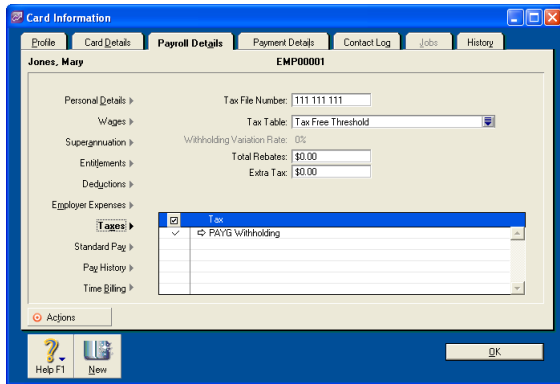 Card Information
Profile Card Details Payroll Details Payment Details Contact Log Jobs History
Jones, Mary EMP00001
Personal Details
Wages
Superannuation
Entitlements
Deductions
Employer Expenses
Taxes
Standard Pay
Pay History
Time Billing
Tax File Number: 111 111 111
Tax Table: Tax Free Threshold
Withholding Variation Rate: 0%
Total Rebates: $0.00
Extra Tax: $0.00
Tax
PAYG Withholding
Actions
Help F1 New OK